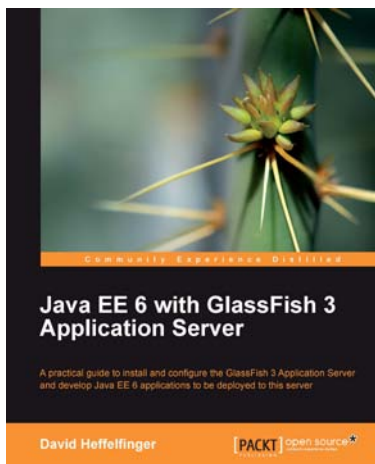 Community Experience Distilled
Java EE 6 with GlassFish 3
Application Server
A practical guide to install and configure the GlassFish 3 Application Server
and develop Java EE 6 applications to be deployed to this server
David Heffelfinger
[PACKT]
PUBLISHING
open source*